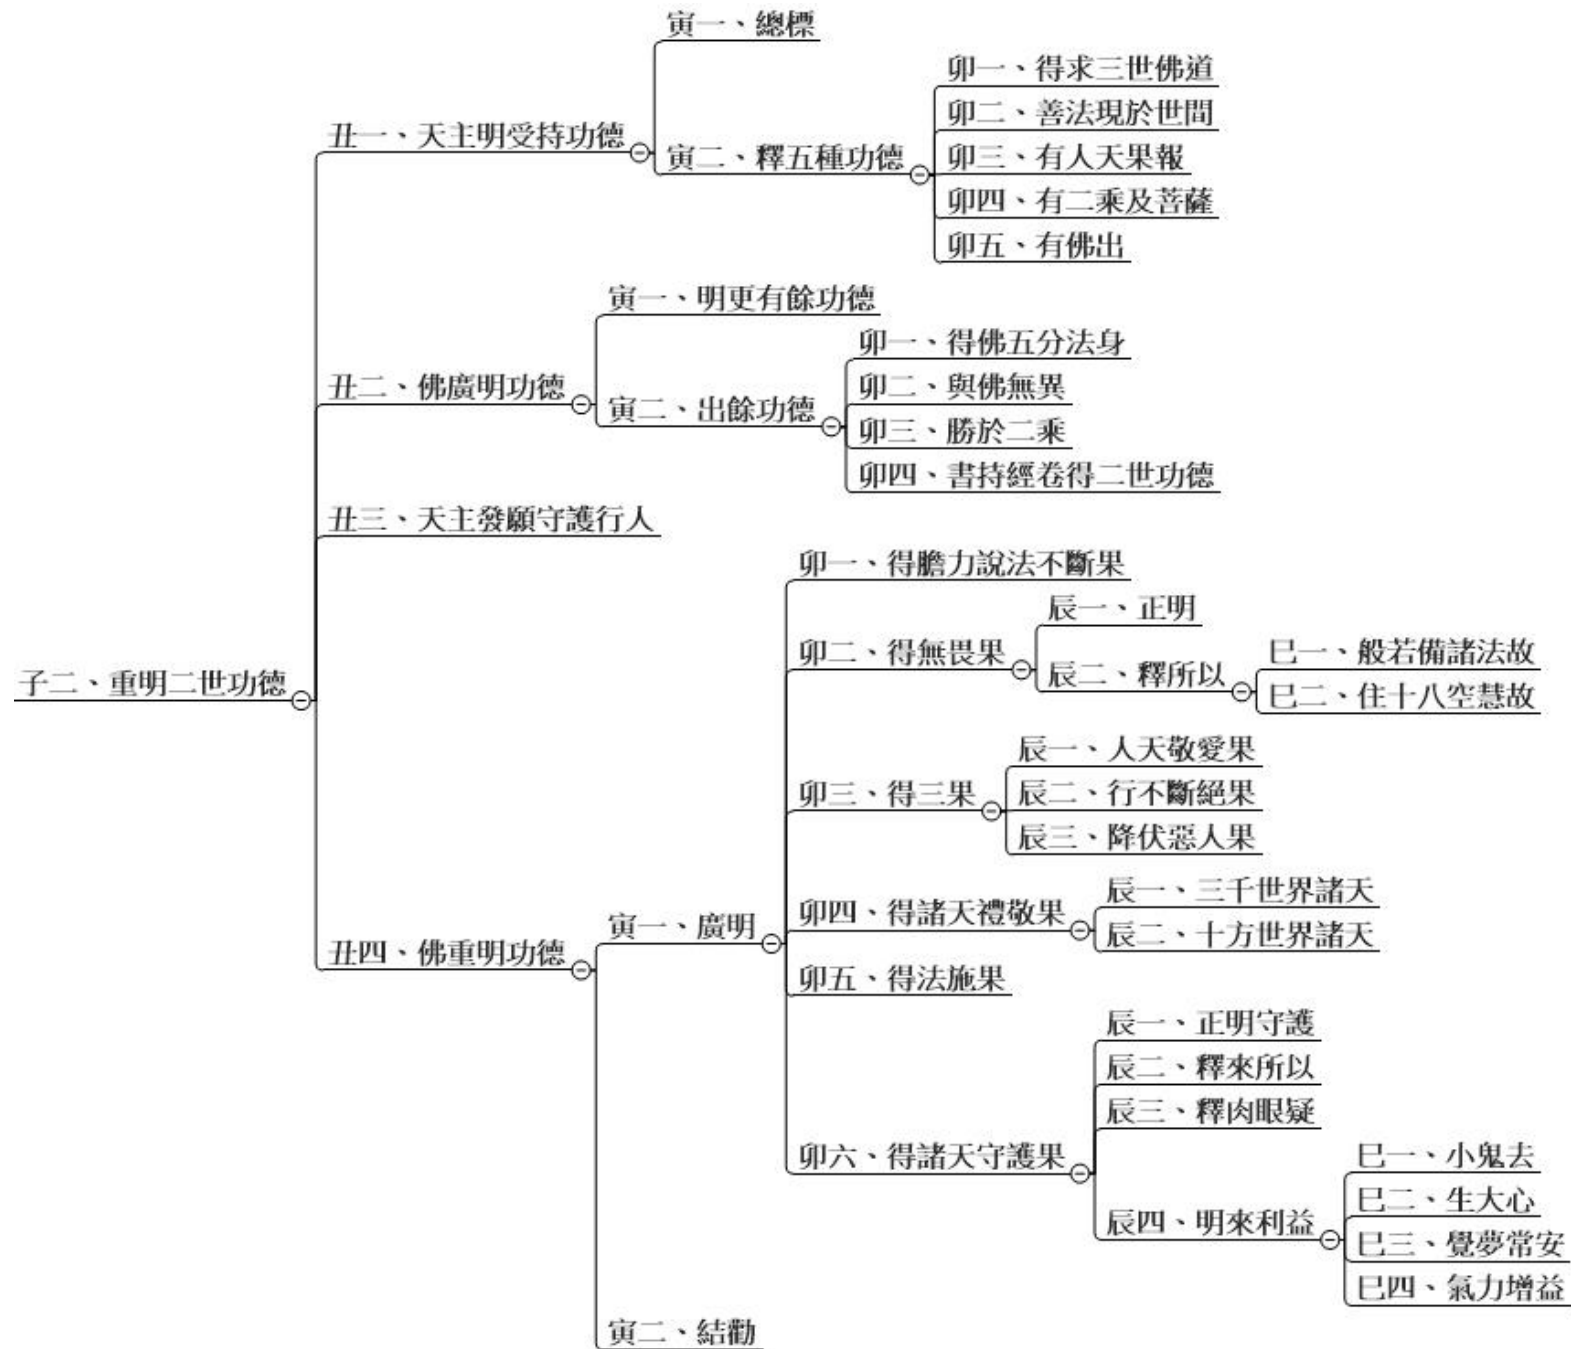 子二、重明二世功德
丑一、天主明受持功德
寅一、總標
寅二、釋五種功德
卯一、得求三世佛道
卯二、善法現於世間
卯三、有人天果報
卯四、有二乘及菩薩
卯五、有佛出
丑二、佛廣明功德
寅一、明更有餘功德
寅二、出餘功德
卯一、得佛五分法身
卯二、與佛無異
卯三、勝於二乘
卯四、書持經卷得二世功德
丑三、天主發願守護行人
丑四、佛重明功德
寅一、廣明
卯一、得膽力說法不斷果
卯二、得無畏果
辰一、正明
辰二、釋所以
巳一、般若備諸法故
巳二、住十八空慧故
卯三、得三果
辰一、人天敬愛果
辰二、行不斷絕果
辰三、降伏惡人果
卯四、得諸天禮敬果
辰一、三千世界諸天
辰二、十方世界諸天
卯五、得法施果
卯六、得諸天守護果
辰一、正明守護
辰二、釋來所以
辰三、釋肉眼疑
辰四、明來利益
巳一、小鬼去
巳二、生大心
巳三、覺夢常安
巳四、氣力增益
寅二、結勸